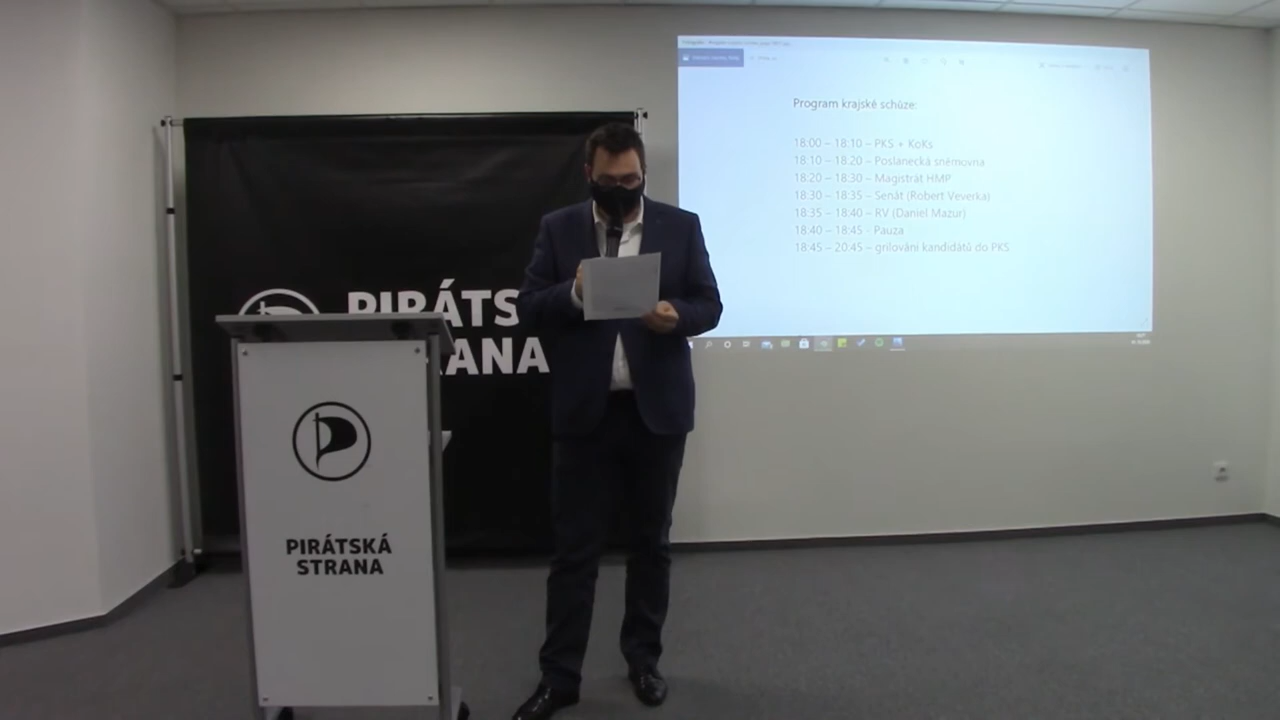 Program krajské schůze:
18:00 – 18:10 – PKS + KoKs
18:10 – 18:20 – Poslanecká sněmovna
18:20 – 18:30 – Magistrát HMP
18:30 – 18:35 – Senát (Robert Veverka)
18:35 – 18:40 – RV (Daniel Mazur)
18:40 – 18:45 - Pauza
18:45 – 20:45 – grilování kandidátů do PKS
PIRÁTS
RANA
PIRÁTSKÁ
STRANA